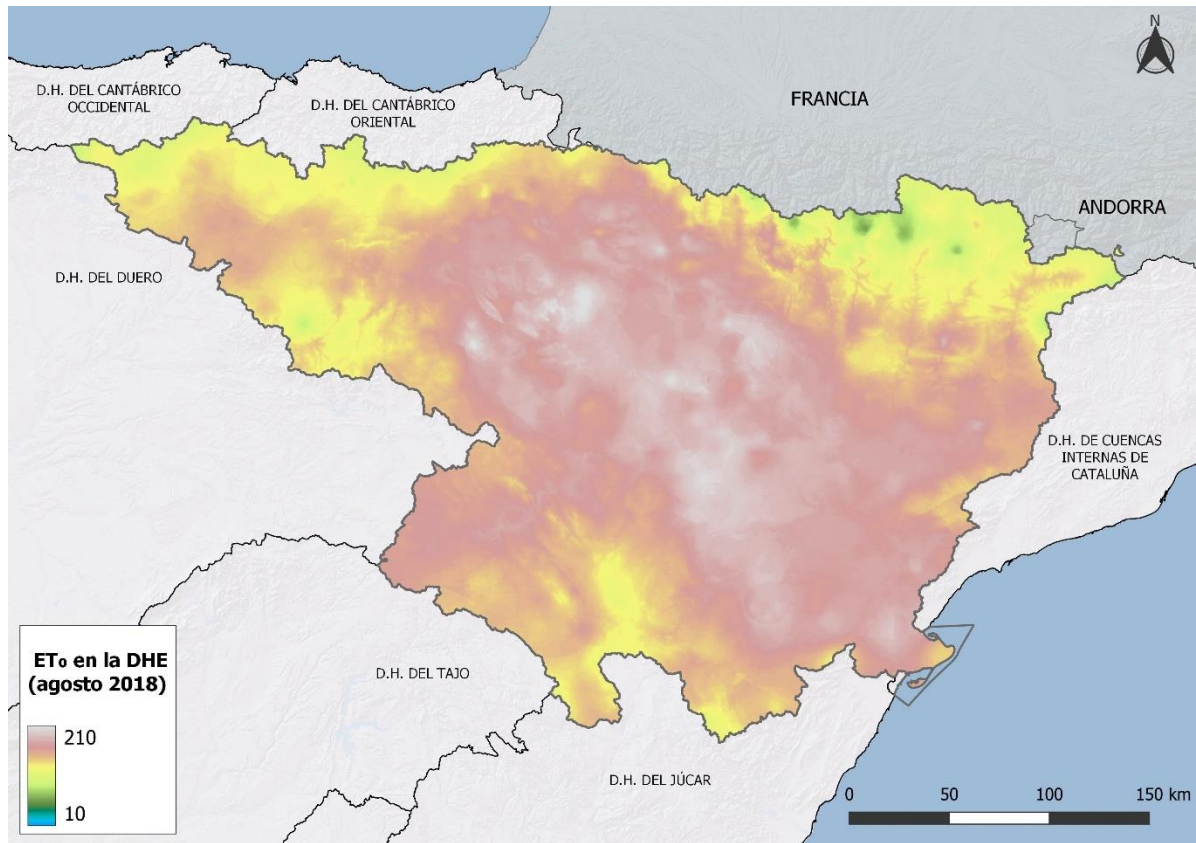 N
D.H. DEL CANTÁBRICO
OCCIDENTAL
D.H. DEL CANTÁBRICO
ORIENTAL
FRANCIA
ANDORRA
D.H. DEL DUERO
D.H. DE CUENCAS
INTERNAS DE
CATALUÑA
D.H. DEL TAJO
D.H. DEL JÚCAR
ET₀ en la DHE
(agosto 2018)
210
10
0 50 100 150 km